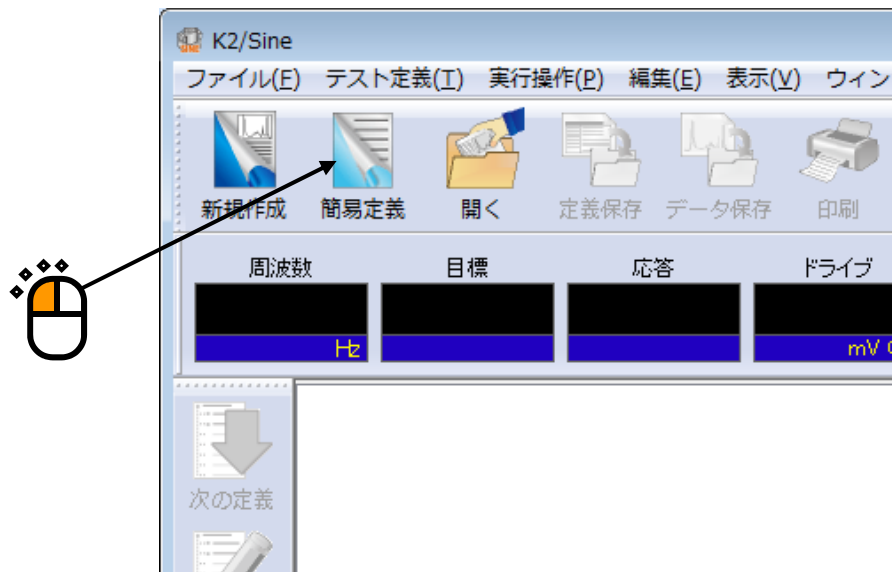 K2/Sine
ファイル(F) テスト定義(T) 実行操作(P) 編集(E) 表示(V) ウィン
新規作成 簡易定義 開く 定義保存 データ保存 印刷
周波数 目標 応答 ドライブ
Hz mV
次の定義